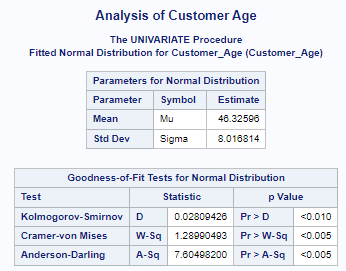 Analysis of Customer Age
The UNIVARIATE Procedure
Fitted Normal Distribution for Customer_Age (Customer_Age)
Parameters for Normal Distribution
Parameter Symbol Estimate
Mean Mu 46.32596
Std Dev Sigma 8.016814
Goodness-of-Fit Tests for Normal Distribution
Test Statistic p Value
Kolmogorov-Smirnov D 0.02809426 Pr > D <0.010
Cramer-von Mises W-Sq 1.28990493 Pr > W-Sq <0.005
Anderson-Darling A-Sq 7.60498200 Pr > A-Sq <0.005